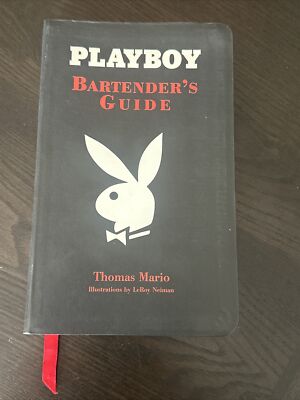 PLAYBOY
BARTENDER'S
GUIDE
Thomas Mario
Illustrations by LeRoy Neiman